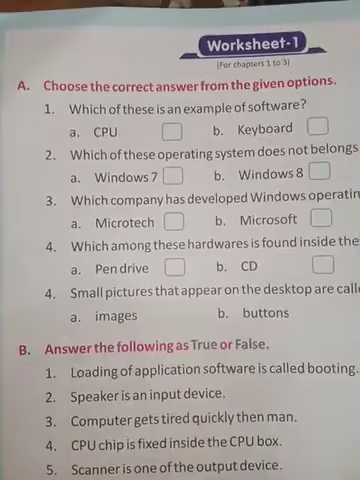 Worksheet-1
(For chapters 1 to 3)
A. Choose the correct answer from the given options.
1. Which of these is an example of software?
a. CPU b. Keyboard
2. Which of these operating system does not belongs
a. Windows 7 b. Windows 8
3. Which company has developed Windows operatin
a. Microtech b. Microsoft
4. Which among these hardwares is found inside the
a. Pen drive b. CD
4. Small pictures that appear on the desktop are calle
a. images b. buttons
B. Answer the following as True or False.
1. Loading of application software is called booting.
2. Speaker is an input device.
3. Computer gets tired quickly then man.
4. CPU chip is fixed inside the CPU box.
5. Scanner is one of the output device.